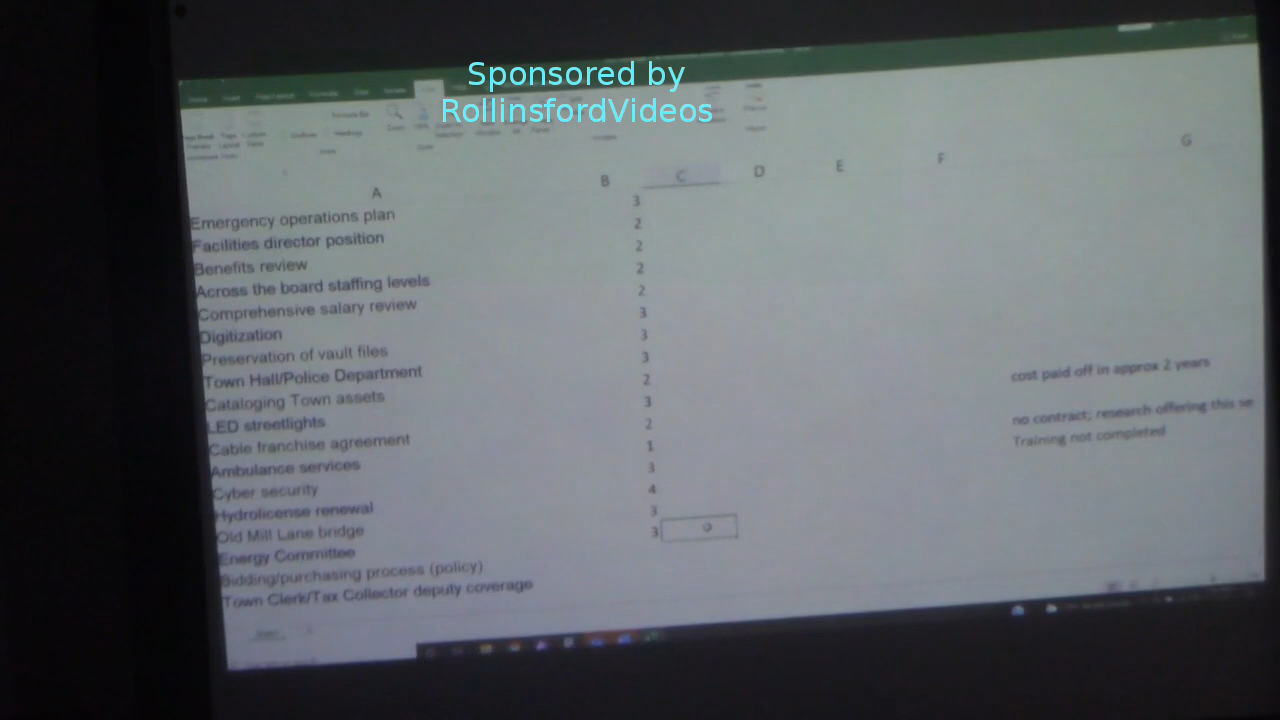 Sponsored by
RollinsfordVideos
A B C D E F G
Emergency operations plan 3
Facilities director position 2
Benefits review 2
Across the board staffing levels 2
Comprehensive salary review 2
Digitization 3
Preservation of vault files 3
Town Hall/Police Department 3
Cataloging Town assets 2
LED streetlights 3 cost paid off in approx 2 years
Cable franchise agreement 2
Ambulance services 1 no contract; research offering this se
Cyber security 3 Training not completed
Hydrolicense renewal 4
Old Mill Lane bridge 3
Energy Committee 3
Bidding/purchasing process (policy)
Town Clerk/Tax Collector deputy coverage